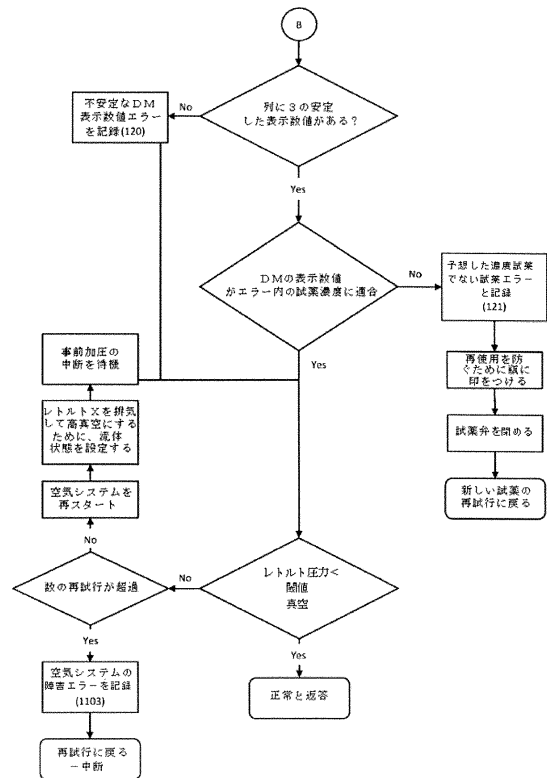 B
列に３の安定
した表示数値がある？
No
不安定なＤＭ
表示数値エラー
を記録(120)
Yes
ＤＭの表示数値
がエラー内の試薬濃度に適合
No
予想した濃度試薬
でない試薬エラー
と記録
(121)
再使用を防
ぐために瓶に
印をつける
試薬弁を閉める
新しい試薬の
再試行に戻る
Yes
事前加圧の
中断を待機
レトルトＸを排気
して高真空にする
ために、流体
状態を設定する
空気システムを
再スタート
No
数の再試行が超過
No
レトルト圧力<
閾値
真空
Yes
正常と返答
Yes
空気システムの
障害エラーを記録
(1103)
再試行に戻る
－中断